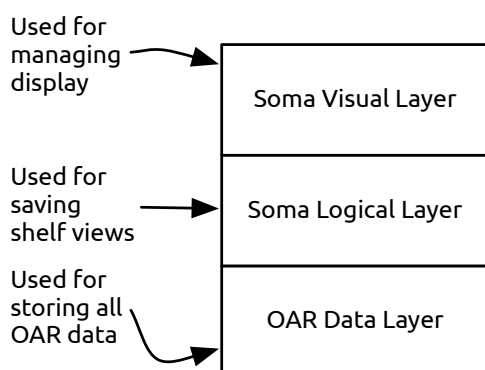 Used for
managing
display
Soma Visual Layer
Used for
saving
shelf views
Soma Logical Layer
Used for
storing all
OAR data
OAR Data Layer